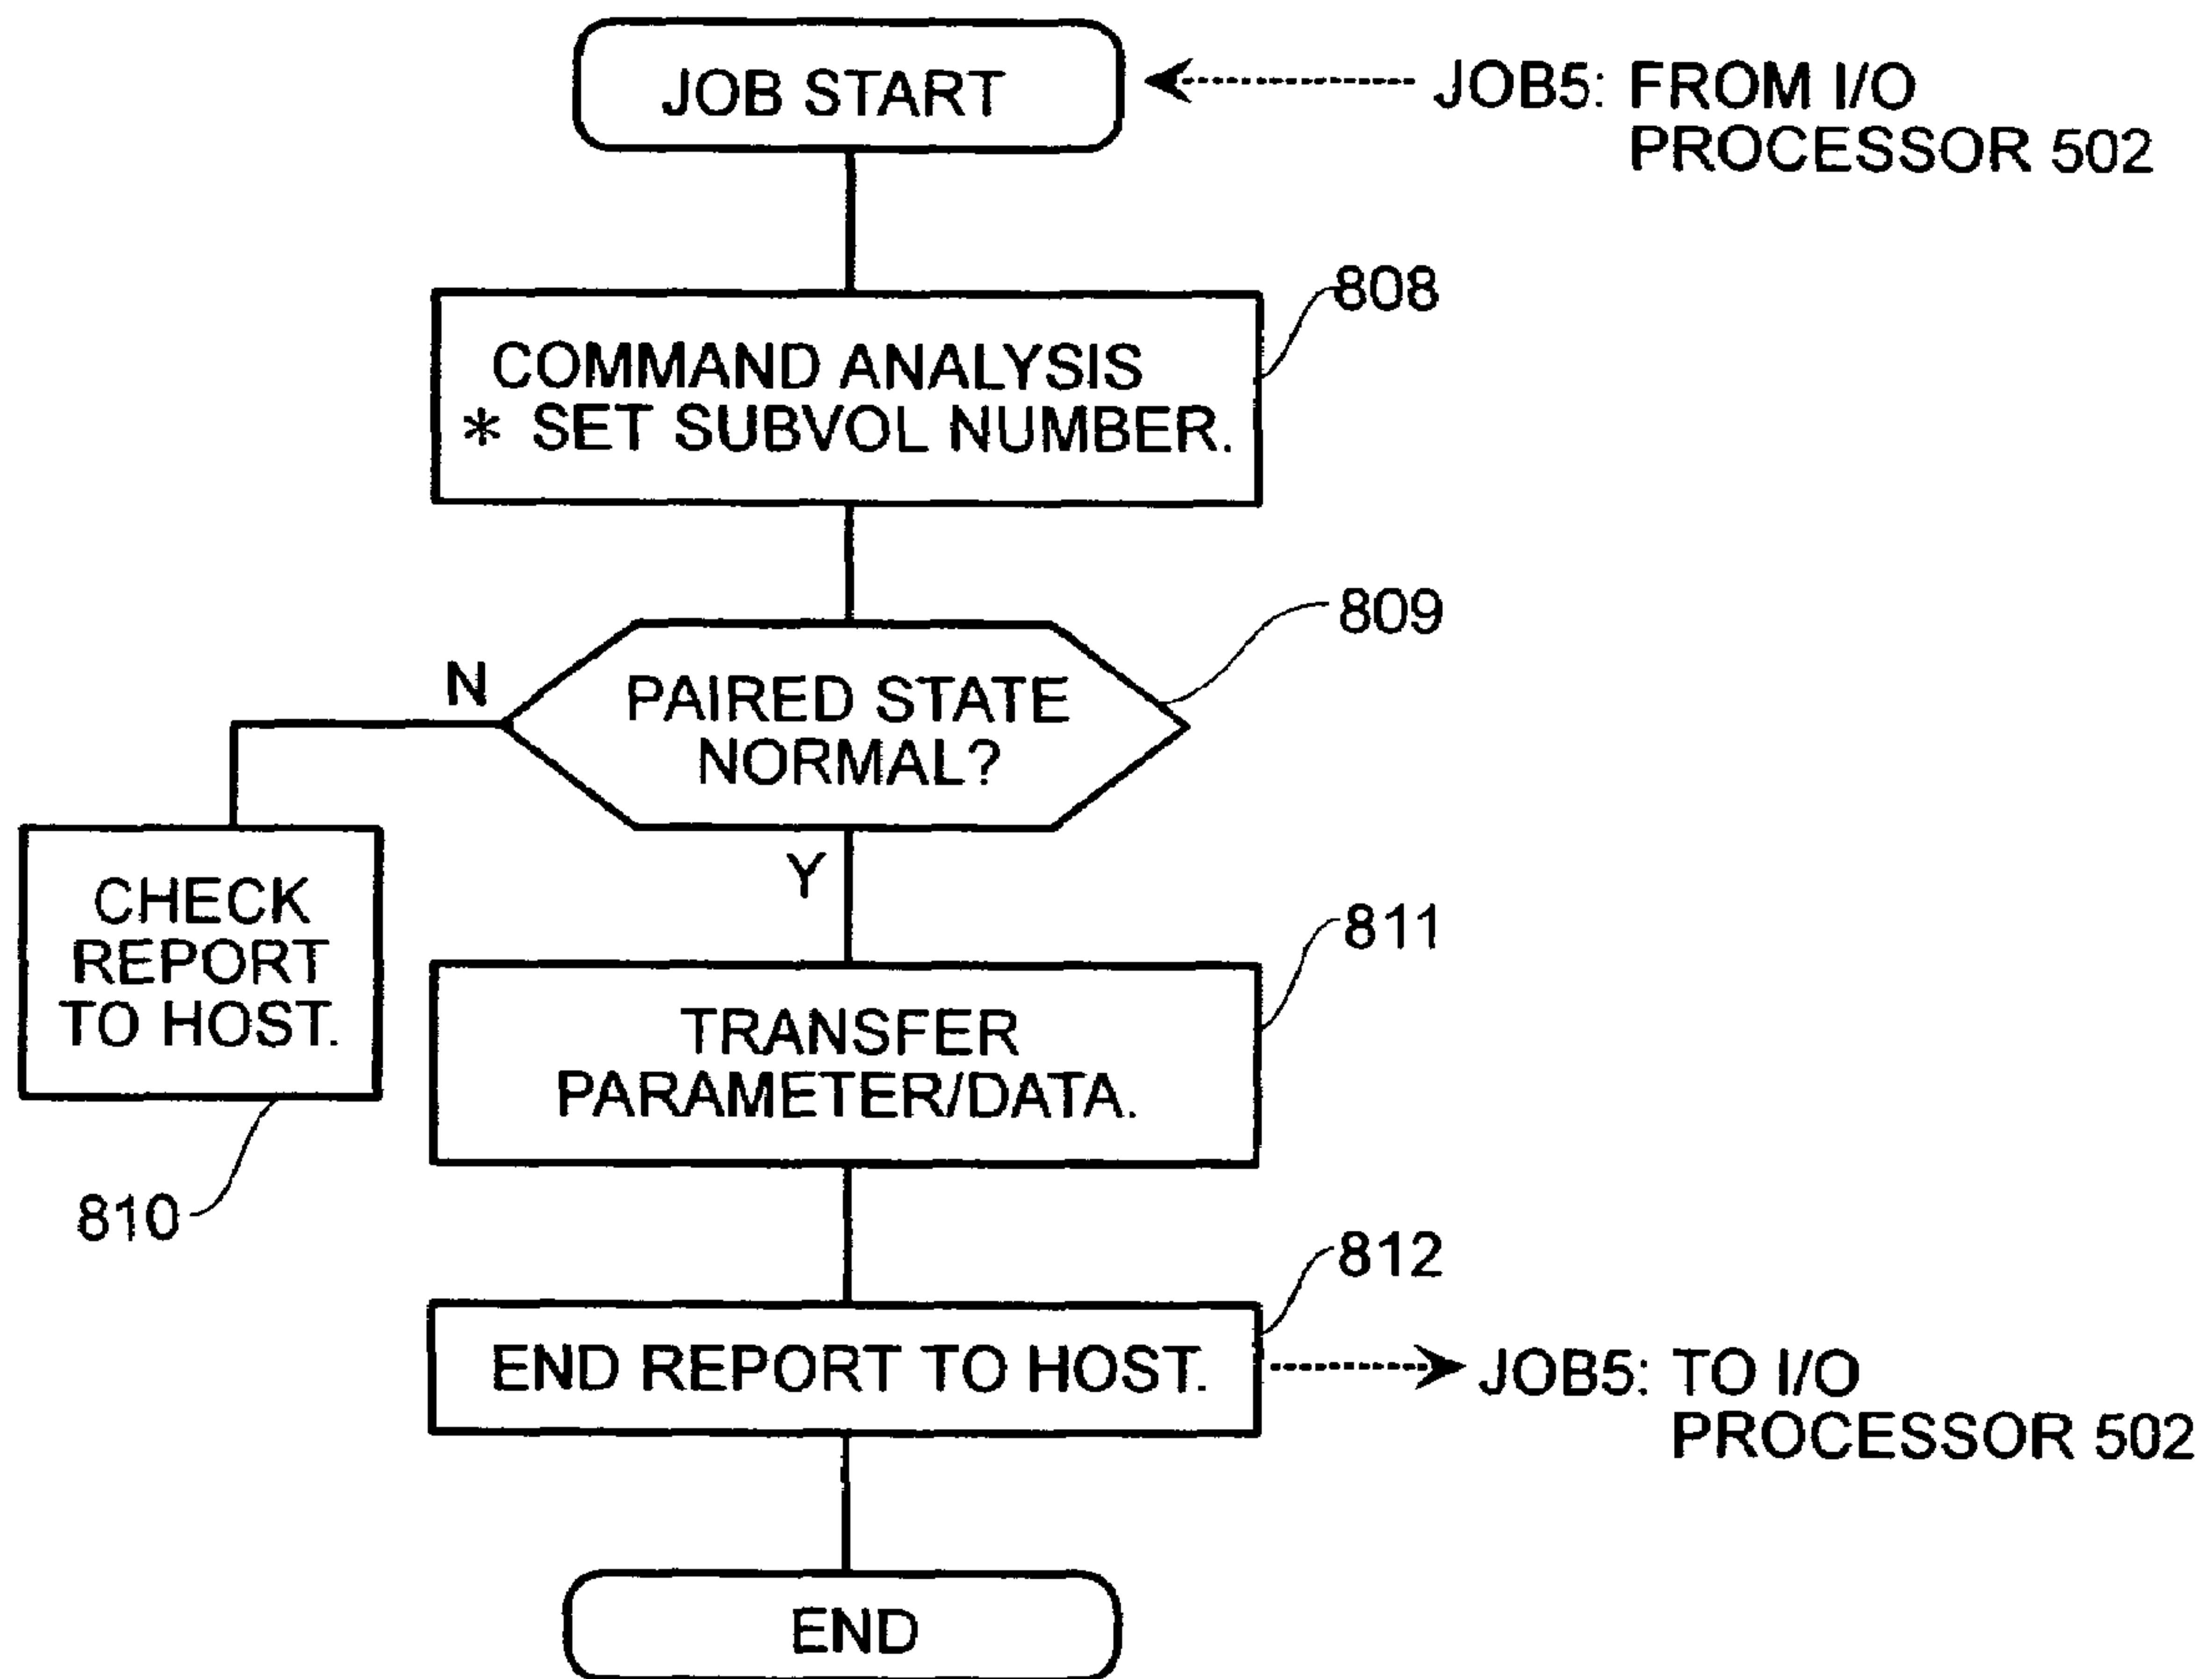 JOB START
JOB5: FROM I/O
PROCESSOR 502
808
COMMAND ANALYSIS
* SET SUBVOL NUMBER.
809
N
PAIRED STATE
NORMAL?
Y
CHECK
REPORT
TO HOST.
810
811
TRANSFER
PARAMETER/DATA.
812
END REPORT TO HOST.
JOB5: TO I/O
PROCESSOR 502
END